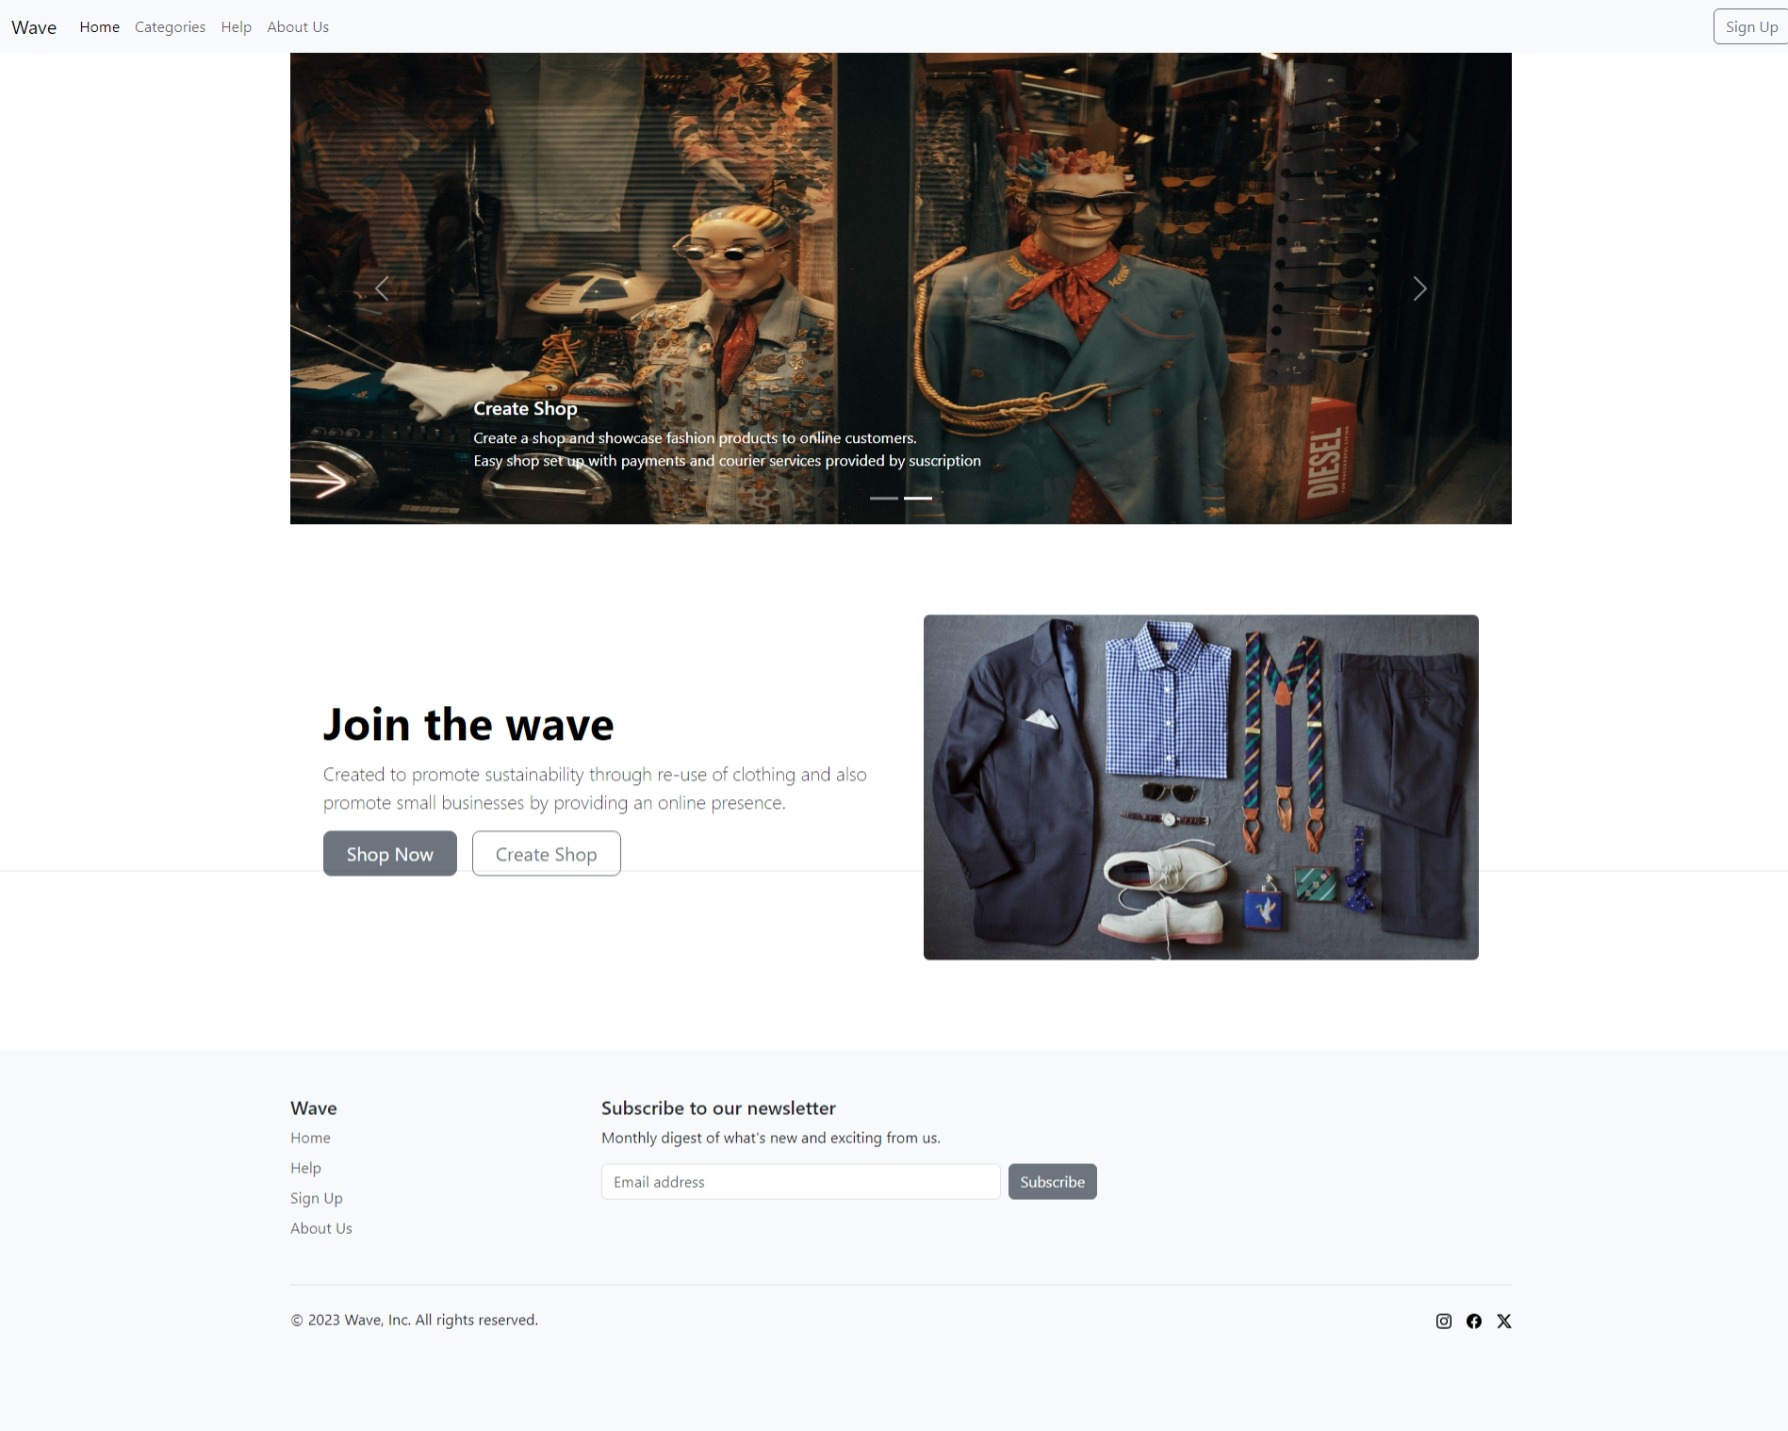 Wave Home Categories Help About Us Sign Up
DIESEL
Create Shop
Create a shop and showcase fashion products to online customers.
Easy shop set up with payments and courier services provided by suscription
Join the wave
Created to promote sustainability through re-use of clothing and also
promote small businesses by providing an online presence.
Shop Now Create Shop
Wave
Home
Help
Sign Up
About Us
Subscribe to our newsletter
Monthly digest of what's new and exciting from us.
Email address Subscribe
© 2023 Wave, Inc. All rights reserved.